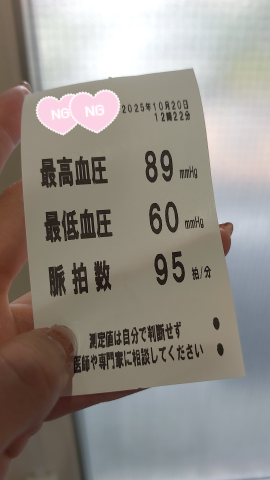 NG NG
2025年10月20日
12時22分
最高血圧 89 mmHg
最低血圧 60 mmHg
脈拍数 95 拍/分
測定値は自分で判断せず
医師や専門家に相談してください